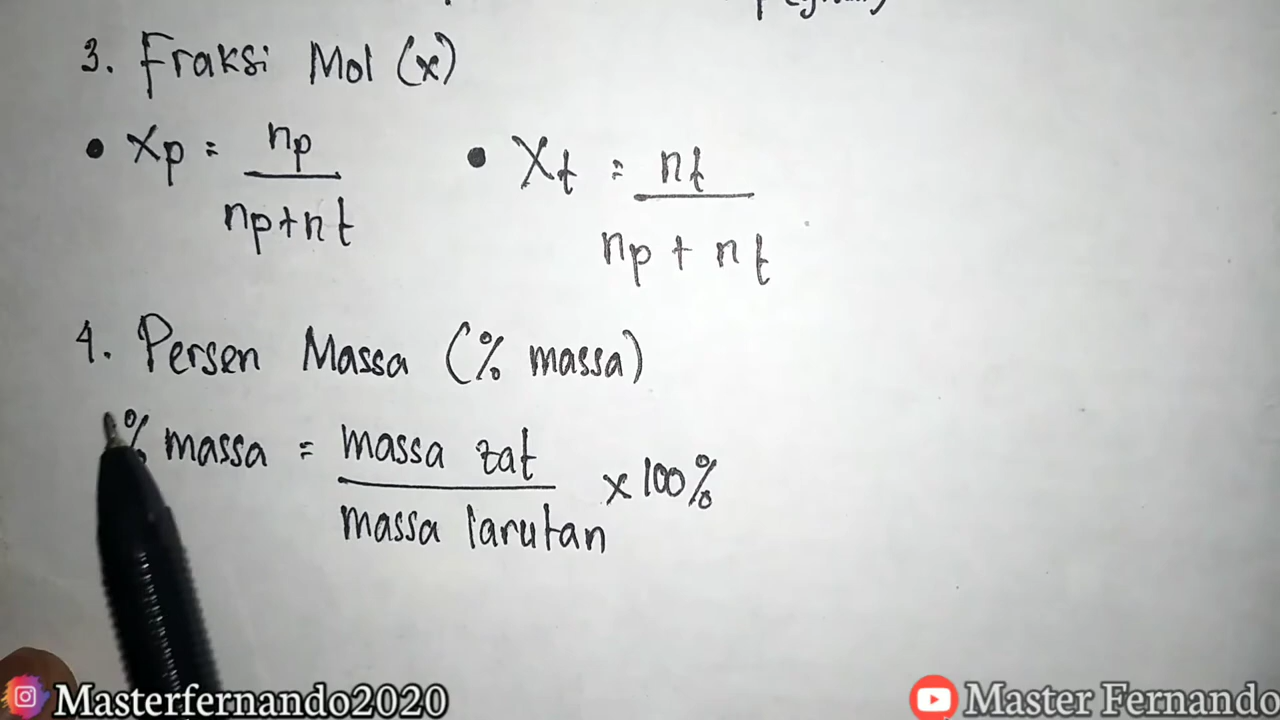 3. Fraksi Mol (x)
• Xp = np / np+nt
• Xt = nt / np + nt
4. Persen Massa (% massa)
% massa = massa zat / massa larutan x 100%
Masterfernando2020
Master Fernando